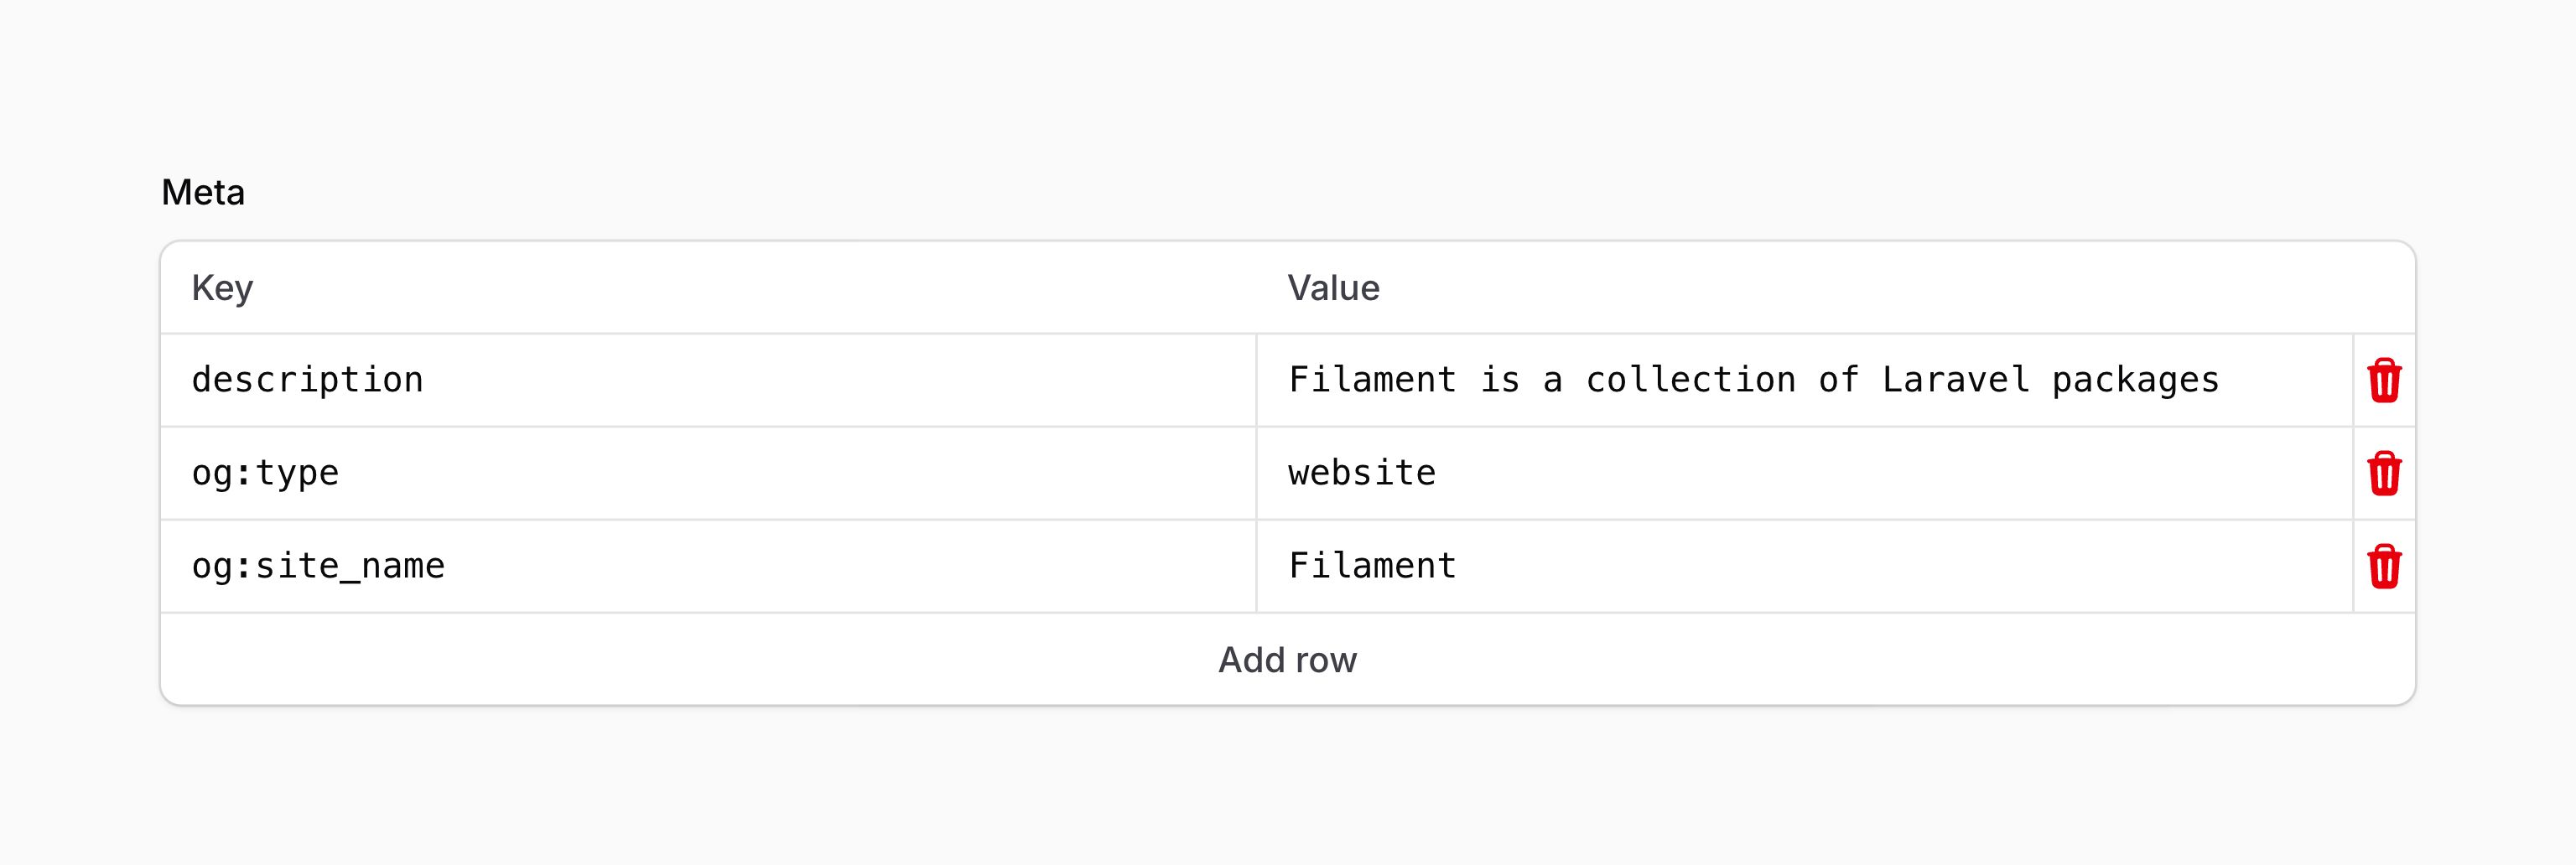 Meta
Key Value
description Filament is a collection of Laravel packages
og:type website
og:site_name Filament
Add row